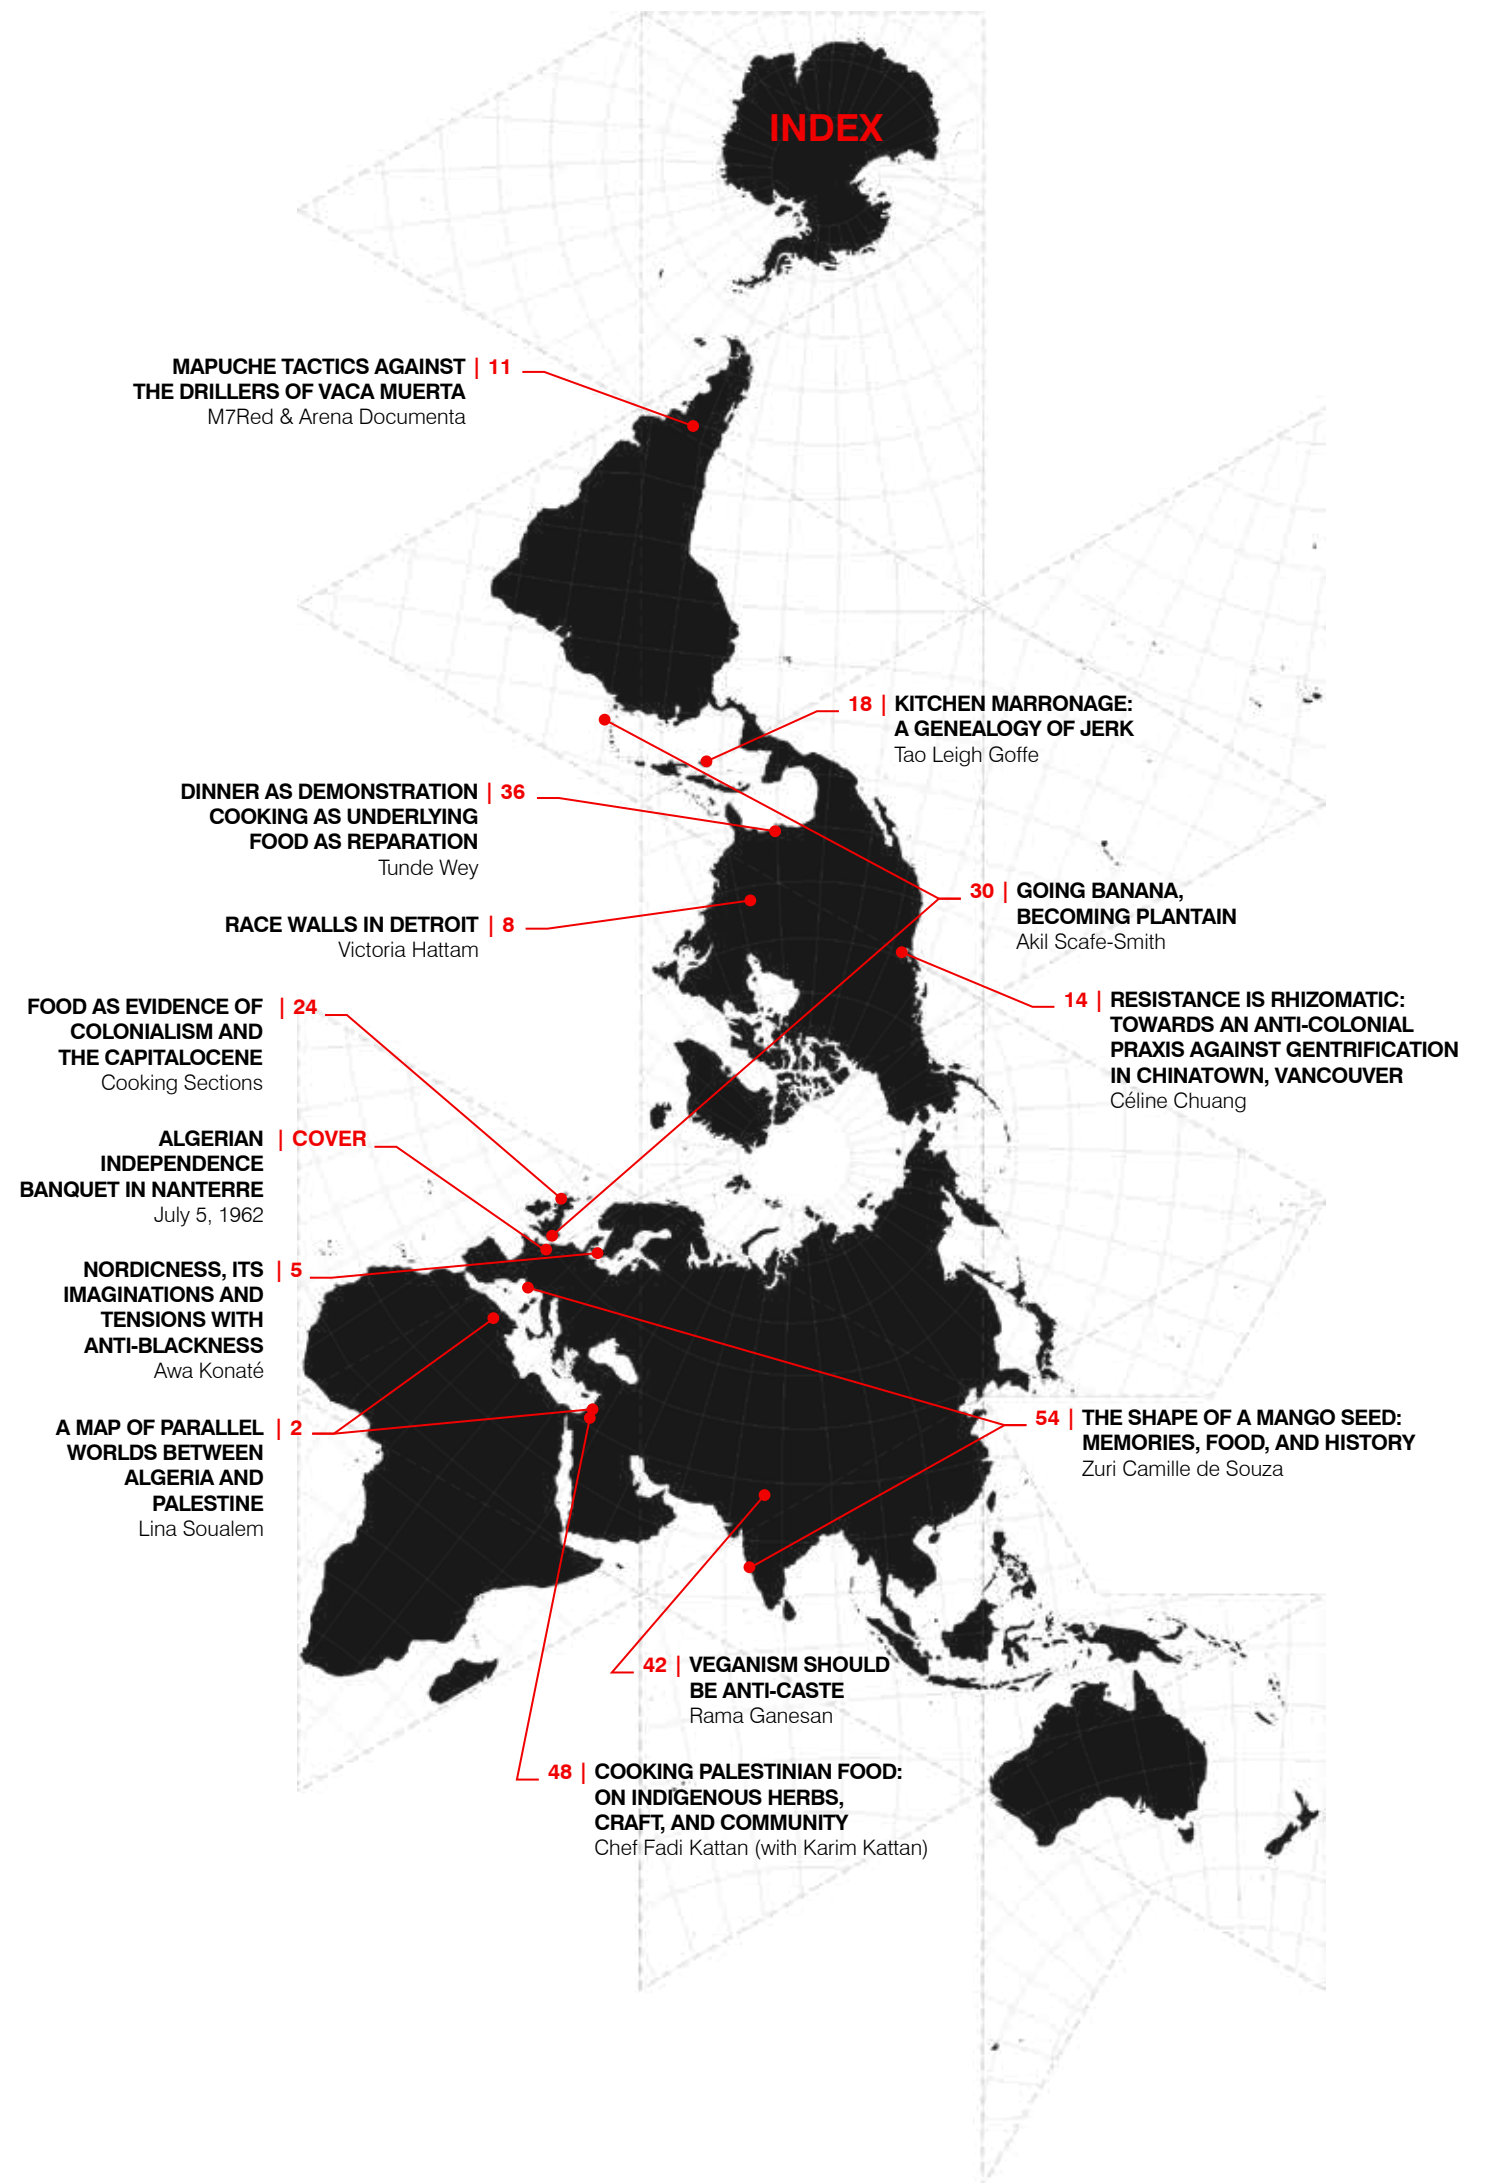 INDEX
MAPUCHE TACTICS AGAINST | 11
THE DRILLERS OF VACA MUERTA
M7Red & Arena Documenta
18 | KITCHEN MARRONAGE:
A GENEALOGY OF JERK
Tao Leigh Goffe
DINNER AS DEMONSTRATION | 36
COOKING AS UNDERLYING
FOOD AS REPARATION
Tunde Wey
30 | GOING BANANA,
BECOMING PLANTAIN
Akil Scafe-Smith
RACE WALLS IN DETROIT | 8
Victoria Hattam
14 | RESISTANCE IS RHIZOMATIC:
TOWARDS AN ANTI-COLONIAL
PRAXIS AGAINST GENTRIFICATION
IN CHINATOWN, VANCOUVER
Céline Chuang
FOOD AS EVIDENCE OF | 24
COLONIALISM AND
THE CAPITALOCENE
Cooking Sections
ALGERIAN | COVER
INDEPENDENCE
BANQUET IN NANTERRE
July 5, 1962
NORDICNESS, ITS | 5
IMAGINATIONS AND
TENSIONS WITH
ANTI-BLACKNESS
Awa Konaté
A MAP OF PARALLEL | 2
WORLDS BETWEEN
ALGERIA AND
PALESTINE
Lina Soualem
54 | THE SHAPE OF A MANGO SEED:
MEMORIES, FOOD, AND HISTORY
Zuri Camille de Souza
42 | VEGANISM SHOULD
BE ANTI-CASTE
Rama Ganesan
48 | COOKING PALESTINIAN FOOD:
ON INDIGENOUS HERBS,
CRAFT, AND COMMUNITY
Chef Fadi Kattan (with Karim Kattan)